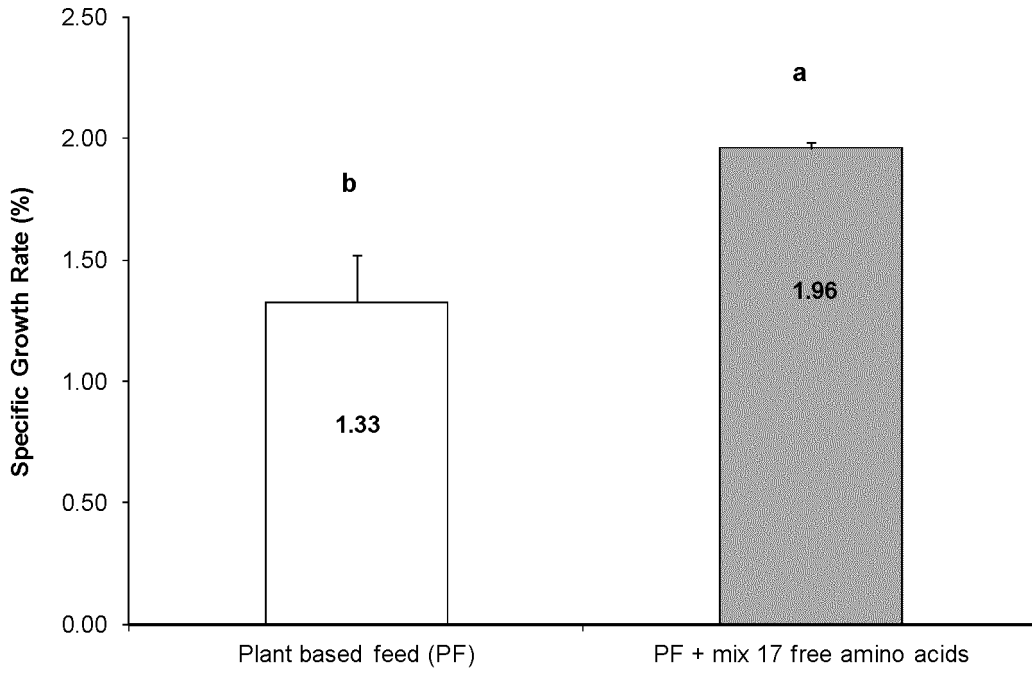 2.50
2.00
1.50
1.00
0.50
0.00
Specific Growth Rate (%)
b
a
1.33
1.96
Plant based feed (PF)
PF + mix 17 free amino acids